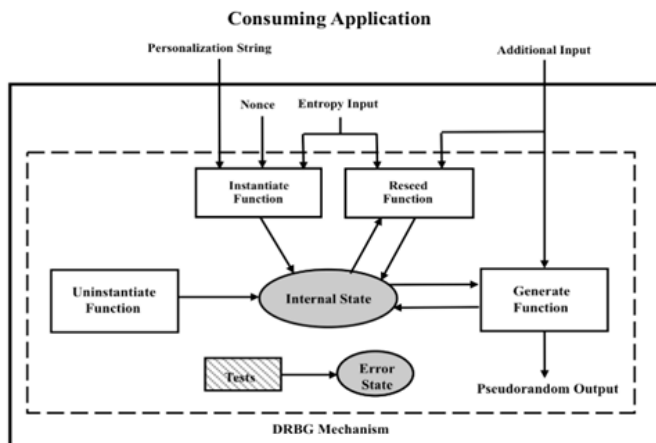 Consuming Application
Personalization String
Additional Input
Nonce
Entropy Input
Instantiate
Function
Reseed
Function
Uninstantiate
Function
Internal State
Generate
Function
Tests
Error
State
Pseudorandom Output
DRBG Mechanism